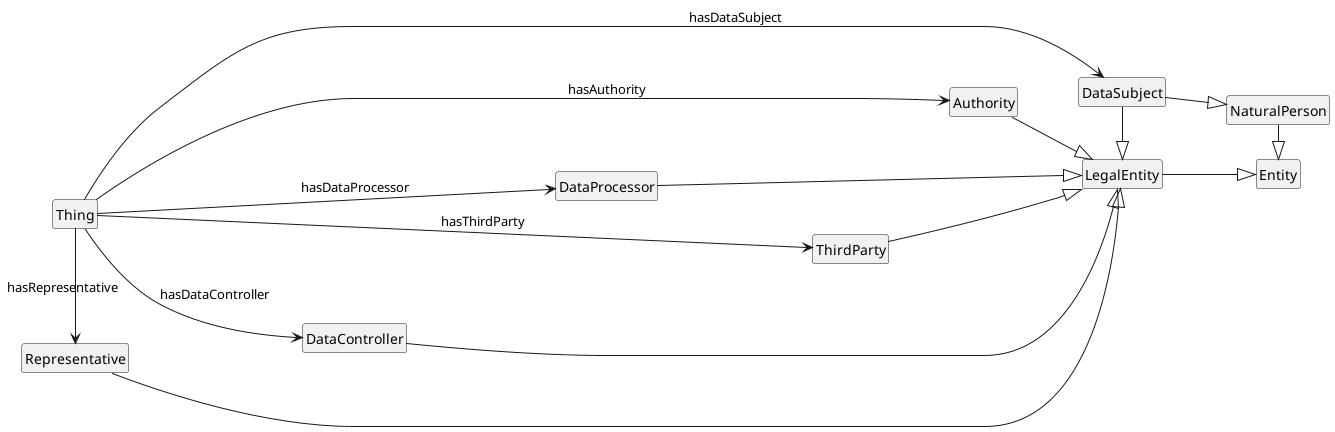 hasDataSubject
hasAuthority
DataSubject
Authority
NaturalPerson
hasDataProcessor
DataProcessor
LegalEntity
Entity
Thing
hasThirdParty
ThirdParty
hasRepresentative
hasDataController
DataController
Representative